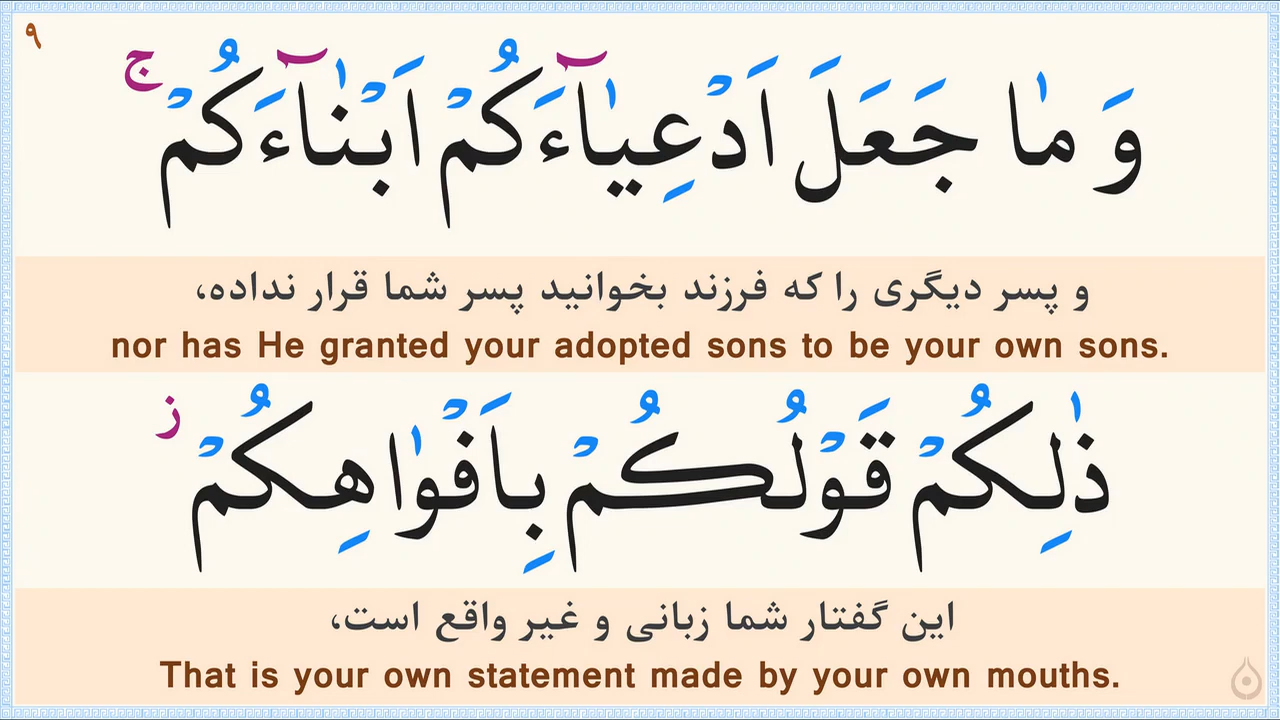 ۹
وَ مٰا جَعَلَ اَدْعِيٰآءَكُمْ اَبْنٰآءَكُمْ ۚ
و پسر دیگری را که فرزند بخوانید پسر شما قرار نداده،
nor has He granted your adopted sons to be your own sons.
ذٰلِكُمْ قَوْلُكُمْ بِاَفْوٰاهِكُمْ ز
این گفتار شما زبانی و غیر واقع است،
That is your own statenent made by your own mouths.